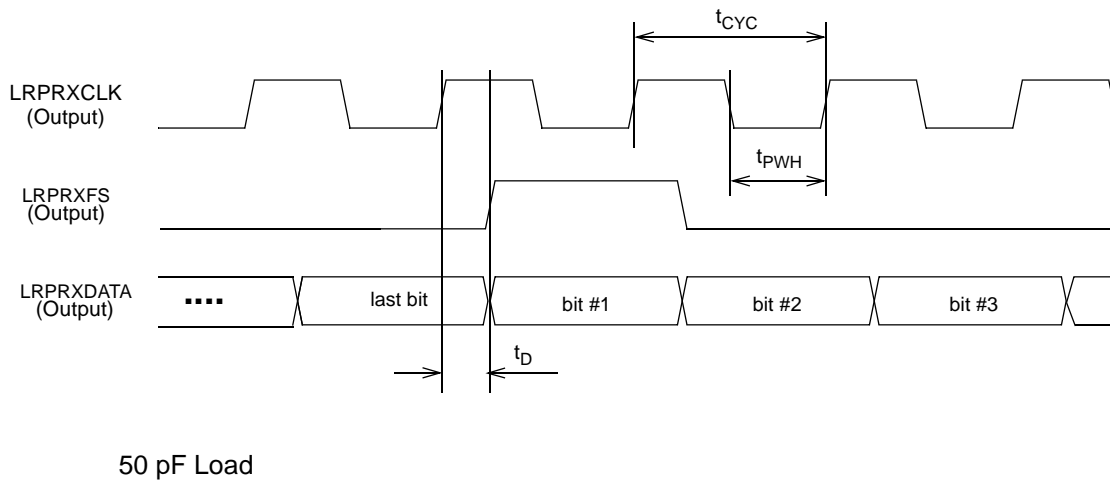 tCYC
LRPRXCLK
(Output)
tPWH
LRPRXFS
(Output)
LRPRXDATA
(Output)
....
last bit
bit #1
bit #2
bit #3
tD
50 pF Load